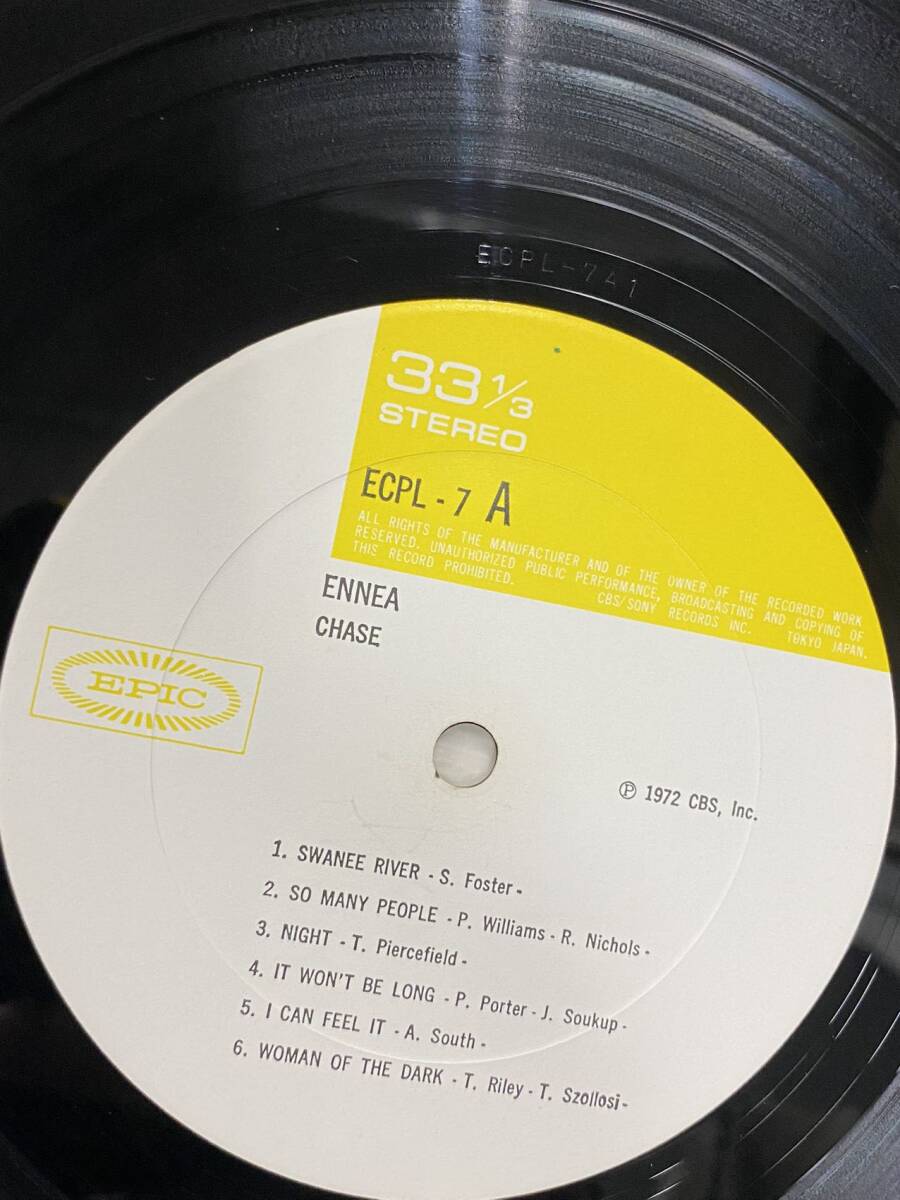 ECPL-7A1
33 1/3
STEREO
ECPL - 7 A
ALL RIGHTS OF THE MANUFACTURER AND OF THE OWNER OF THE RECORDED WORK
RESERVED. UNAUTHORIZED PUBLIC PERFORMANCE, BROADCASTING AND COPYING OF
THIS RECORD PROHIBITED. CBS/SONY RECORDS INC. TOKYO JAPAN.
ENNEA
CHASE
EPIC
Ⓟ 1972 CBS, Inc.
1. SWANEE RIVER - S. Foster -
2. SO MANY PEOPLE - P. Williams - R. Nichols -
3. NIGHT - T. Piercefield -
4. IT WON'T BE LONG - P. Porter - J. Soukup -
5. I CAN FEEL IT - A. South -
6. WOMAN OF THE DARK - T. Riley - T. Szollosi -